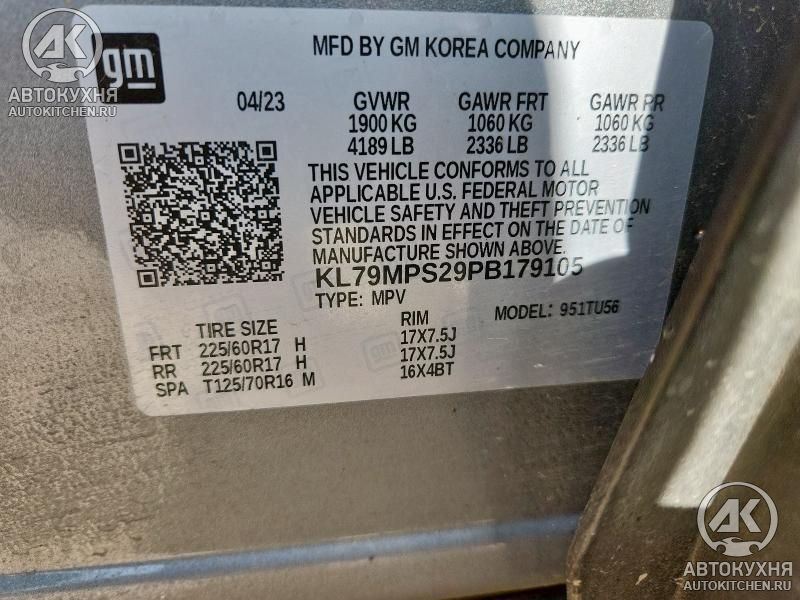 АВТОКУХНЯ
AUTOKITCHEN.RU
gm
MFD BY GM KOREA COMPANY
04/23 GVWR GAWR FRT GAWR RR
1900 KG 1060 KG 1060 KG
4189 LB 2336 LB 2336 LB
THIS VEHICLE CONFORMS TO ALL
APPLICABLE U.S. FEDERAL MOTOR
VEHICLE SAFETY AND THEFT PREVENTION
STANDARDS IN EFFECT ON THE DATE OF
MANUFACTURE SHOWN ABOVE.
KL79MPS29PB179105
TYPE: MPV MODEL: 951TU56
TIRE SIZE RIM
FRT 225/60R17 H 17X7.5J
RR 225/60R17 H 17X7.5J
SPA T125/70R16 M 16X4BT
АВТОКУХНЯ
AUTOKITCHEN.RU